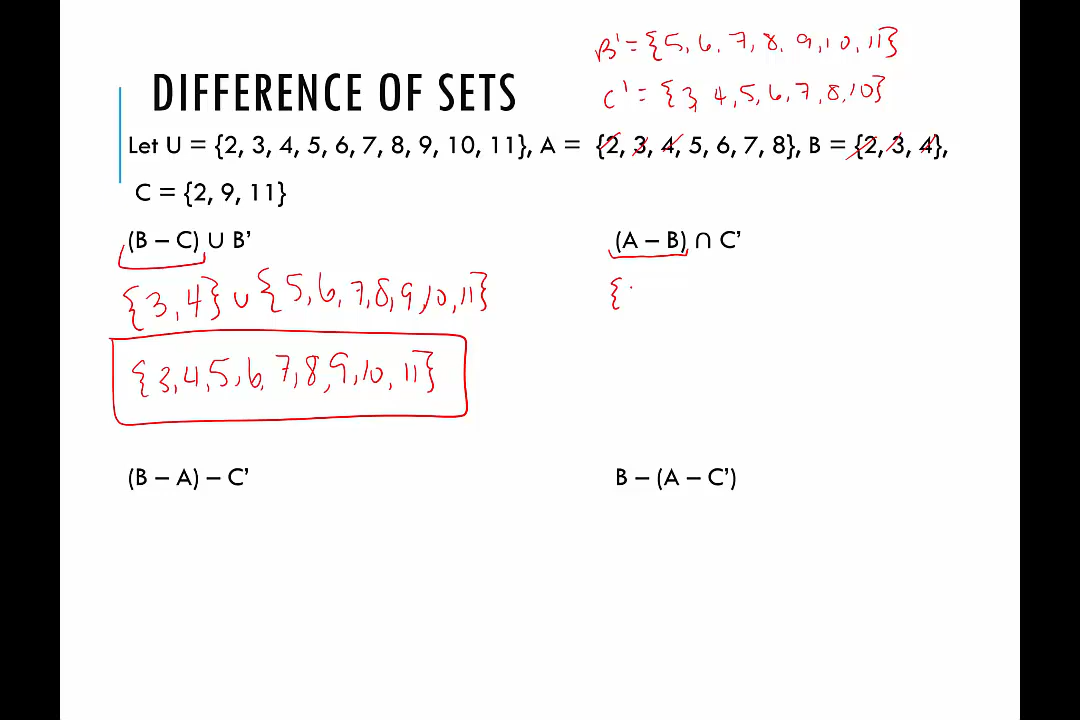 B' = {5, 6, 7, 8, 9, 10, 11}
DIFFERENCE OF SETS
C' = {3, 4, 5, 6, 7, 8, 10}
Let U = {2, 3, 4, 5, 6, 7, 8, 9, 10, 11}, A = {2, 3, 4, 5, 6, 7, 8}, B = {2, 3, 4},
C = {2, 9, 11}
(B – C) ∪ B’
{3, 4} ∪ {5, 6, 7, 8, 9, 10, 11}
{3, 4, 5, 6, 7, 8, 9, 10, 11}
(A – B) ∩ C’
{
(B – A) – C’
B – (A – C’)